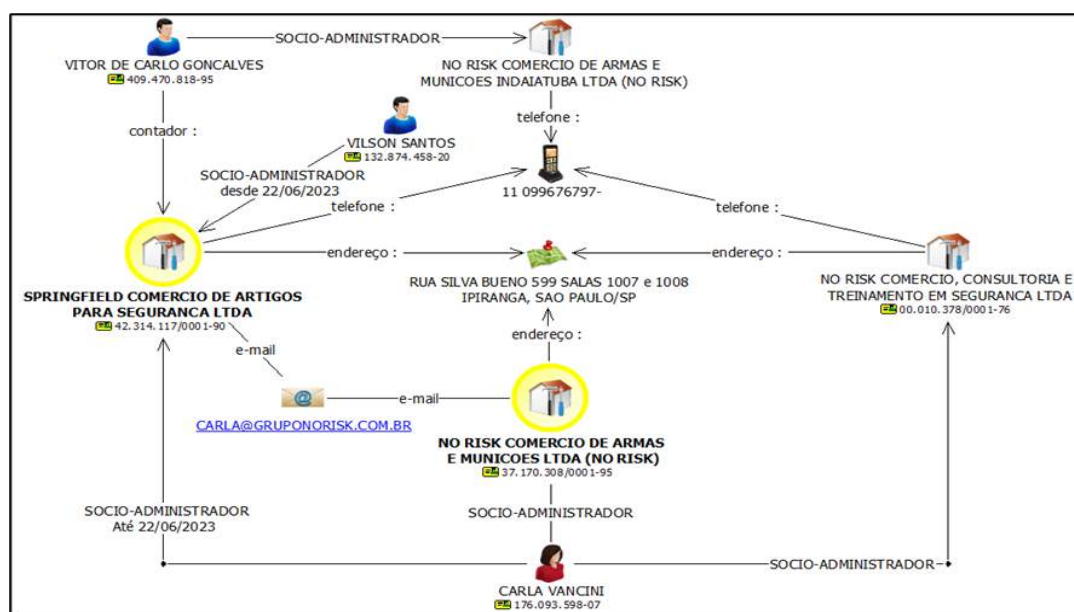 SOCIO-ADMINISTRADOR
VITOR DE CARLO GONCALVES
409.470.818-95
NO RISK COMERCIO DE ARMAS E
MUNICOES INDAIATUBA LTDA (NO RISK)
contador :
telefone :
VILSON SANTOS
132.874.458-20
SOCIO-ADMINISTRADOR
desde 22/06/2023
11 099676797-
telefone :
telefone :
endereço :
endereço :
SPRINGFIELD COMERCIO DE ARTIGOS
PARA SEGURANCA LTDA
42.314.117/0001-90
RUA SILVA BUENO 599 SALAS 1007 e 1008
IPIRANGA, SAO PAULO/SP
NO RISK COMERCIO, CONSULTORIA E
TREINAMENTO EM SEGURANCA LTDA
00.010.378/0001-76
endereço :
e-mail
e-mail
CARLA@GRUPONORISK.COM.BR
NO RISK COMERCIO DE ARMAS
E MUNICOES LTDA (NO RISK)
37.170.308/0001-95
SOCIO-ADMINISTRADOR
Até 22/06/2023
SOCIO-ADMINISTRADOR
SOCIO-ADMINISTRADOR
CARLA VANCINI
176.093.598-07